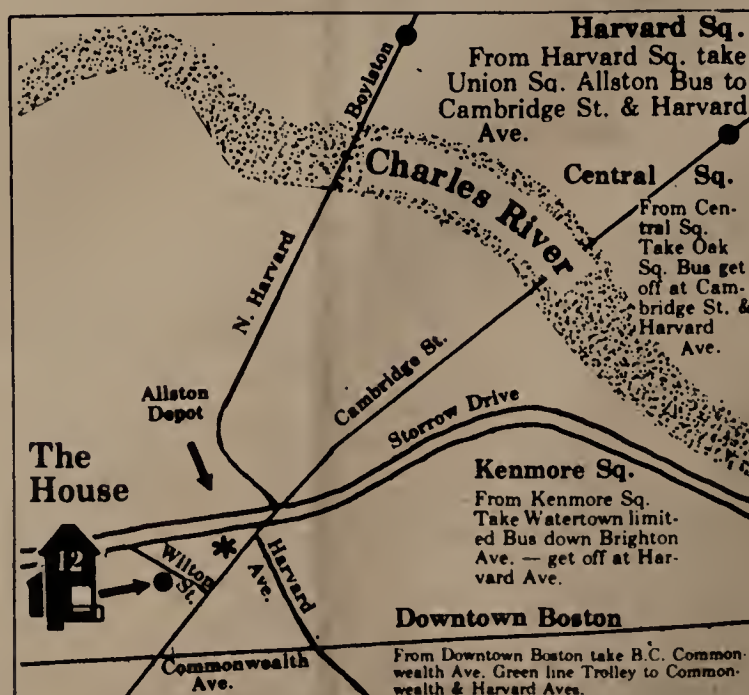 Harvard Sq.
From Harvard Sq. take
Union Sq. Allston Bus to
Cambridge St. & Harvard
Ave.
Boylston
Charles River
Central Sq.
From Cen-
tral Sq.
Take Oak
Sq. Bus get
off at Cam-
bridge St. &
Harvard
Ave.
N. Harvard
Cambridge St.
Allston
Depot
Storrow Drive
The
House
12
Wilton
St.
*
Harvard
Ave.
Kenmore Sq.
From Kenmore Sq.
Take Watertown limit-
ed Bus down Brighton
Ave. — get off at Har-
vard Ave.
Downtown Boston
From Downtown Boston take B.C. Common-
wealth Ave. Green line Trolley to Common-
wealth & Harvard Aves.
Commonwealth
Ave.